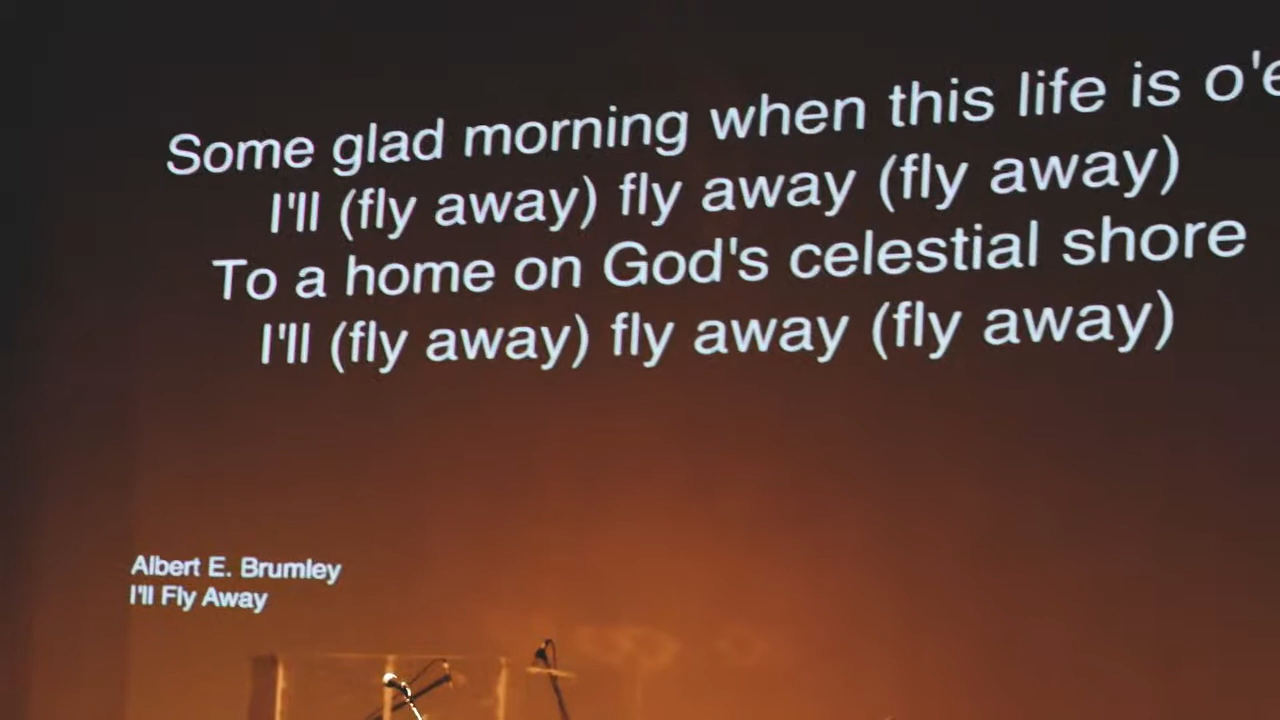 Some glad morning when this life is o'e
I'll (fly away) fly away (fly away)
To a home on God's celestial shore
I'll (fly away) fly away (fly away)
Albert E. Brumley
I'll Fly Away